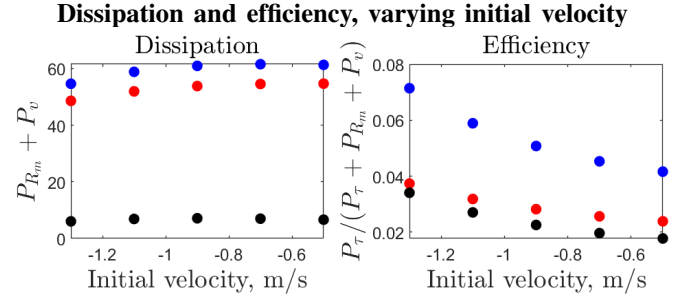 Dissipation and efficiency, varying initial velocity
Dissipation
P_{R_m} + P_v
60
40
20
0
-1.2
-1
-0.8
-0.6
Initial velocity, m/s
Efficiency
P_τ/(P_τ + P_{R_m} + P_v)
0.08
0.06
0.04
0.02
-1.2
-1
-0.8
-0.6
Initial velocity, m/s